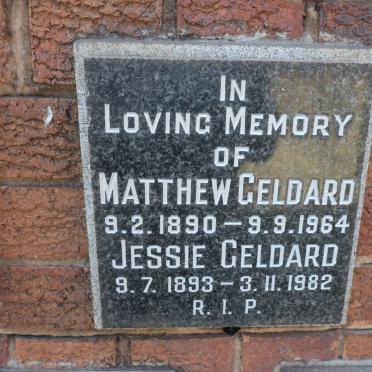 IN
LOVING MEMORY
OF
MATTHEW GELDARD
9.2.1890 – 9.9.1964
JESSIE GELDARD
9.7.1893 – 3.11.1982
R.I.P.